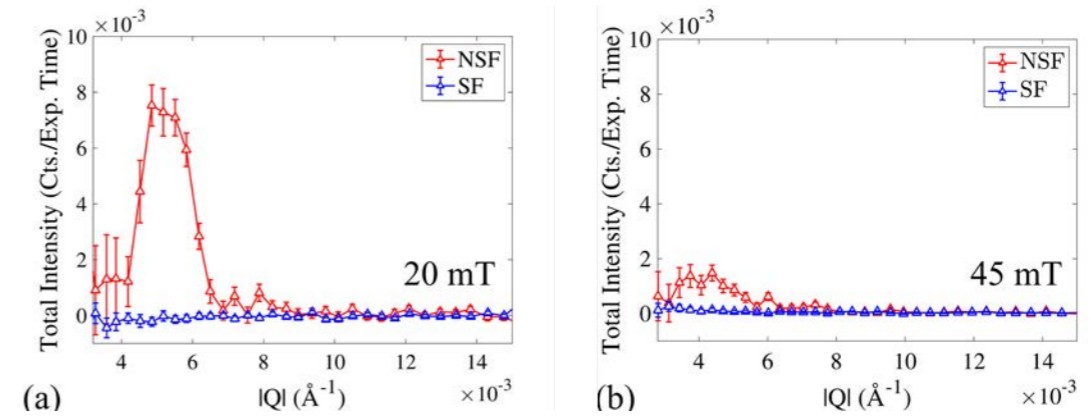 ×10⁻³
10
8
6
4
2
0
Total Intensity (Cts./Exp. Time)
NSF
SF
20 mT
4 6 8 10 12 14
|Q| (Å⁻¹)
×10⁻³
(a)
×10⁻³
10
8
6
4
2
0
Total Intensity (Cts./Exp. Time)
NSF
SF
45 mT
4 6 8 10 12 14
|Q| (Å⁻¹)
×10⁻³
(b)